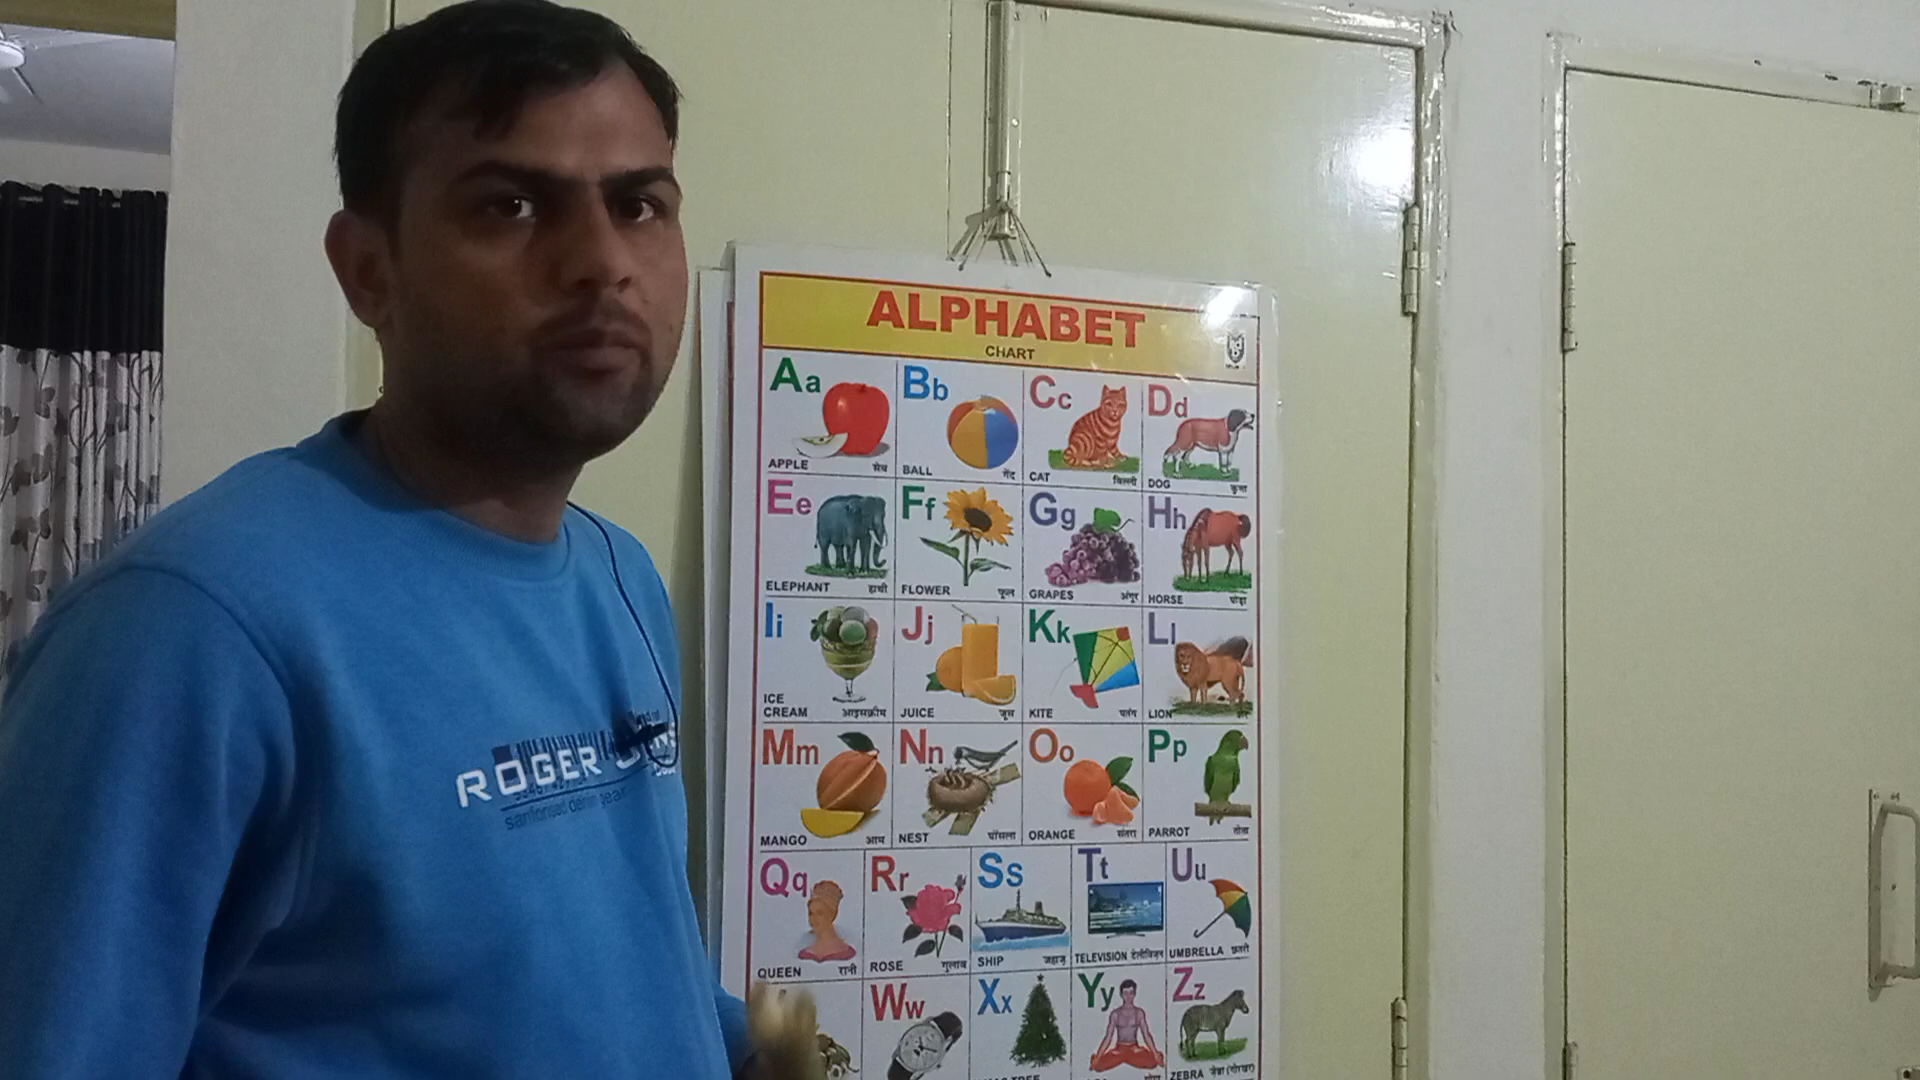 ALPHABET
CHART
Aa Bb Cc Dd
APPLE सेब BALL गेंद CAT बिल्ली DOG कुत्ता
Ee Ff Gg Hh
ELEPHANT हाथी FLOWER फूल GRAPES अंगूर HORSE घोड़ा
Ii Jj Kk Ll
ICE
CREAM आइसक्रीम JUICE जूस KITE पतंग LION शेर
Mm Nn Oo Pp
MANGO आम NEST घोंसला ORANGE संतरा PARROT तोता
Qq Rr Ss Tt Uu
QUEEN रानी ROSE गुलाब SHIP जहाज़ TELEVISION टेलीविज़न UMBRELLA छतरी
Ww Xx Yy Zz
TREE योगा ZEBRA
ROGER
sanforised denim gear